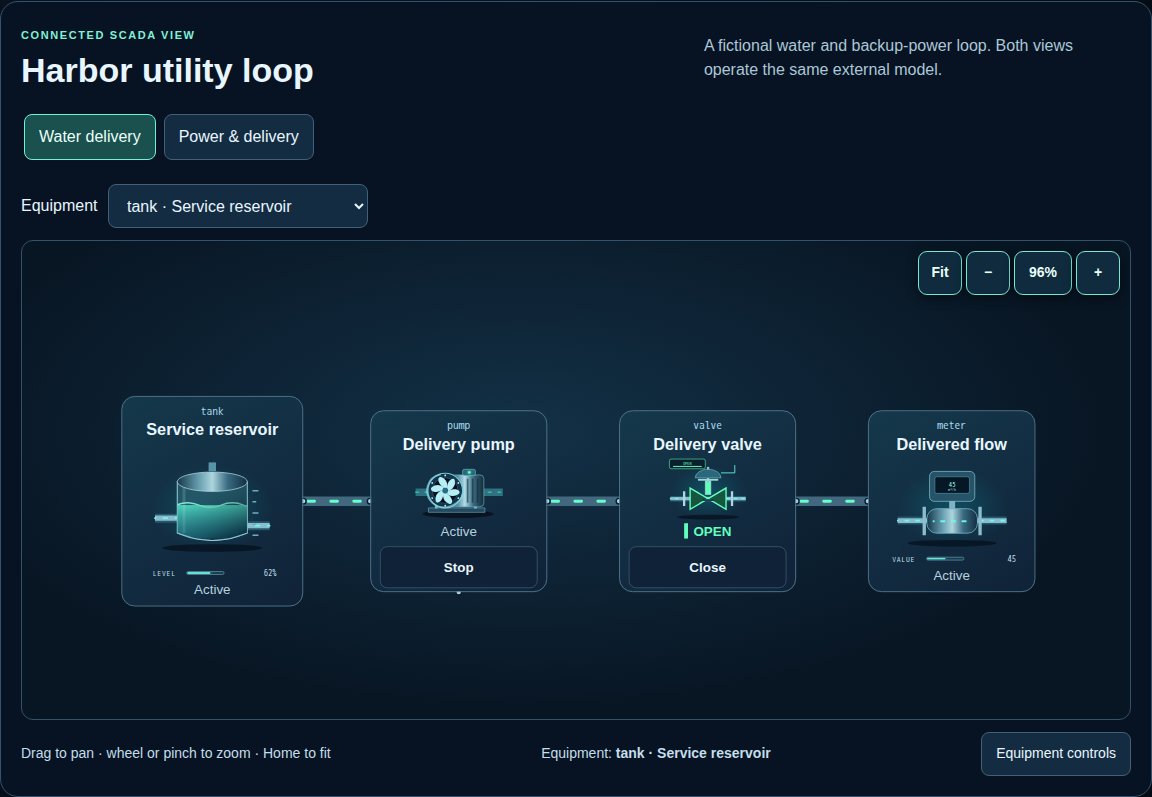 CONNECTED SCADA VIEW
Harbor utility loop
A fictional water and backup-power loop. Both views
operate the same external model.
Water delivery
Power & delivery
Equipment
tank · Service reservoir
Fit
−
96%
+
tank
Service reservoir
LEVEL
62%
Active
pump
Delivery pump
Active
Stop
valve
Delivery valve
OPEN
OPEN
Close
meter
Delivered flow
45
VALUE
45
Active
Drag to pan · wheel or pinch to zoom · Home to fit
Equipment: tank · Service reservoir
Equipment controls